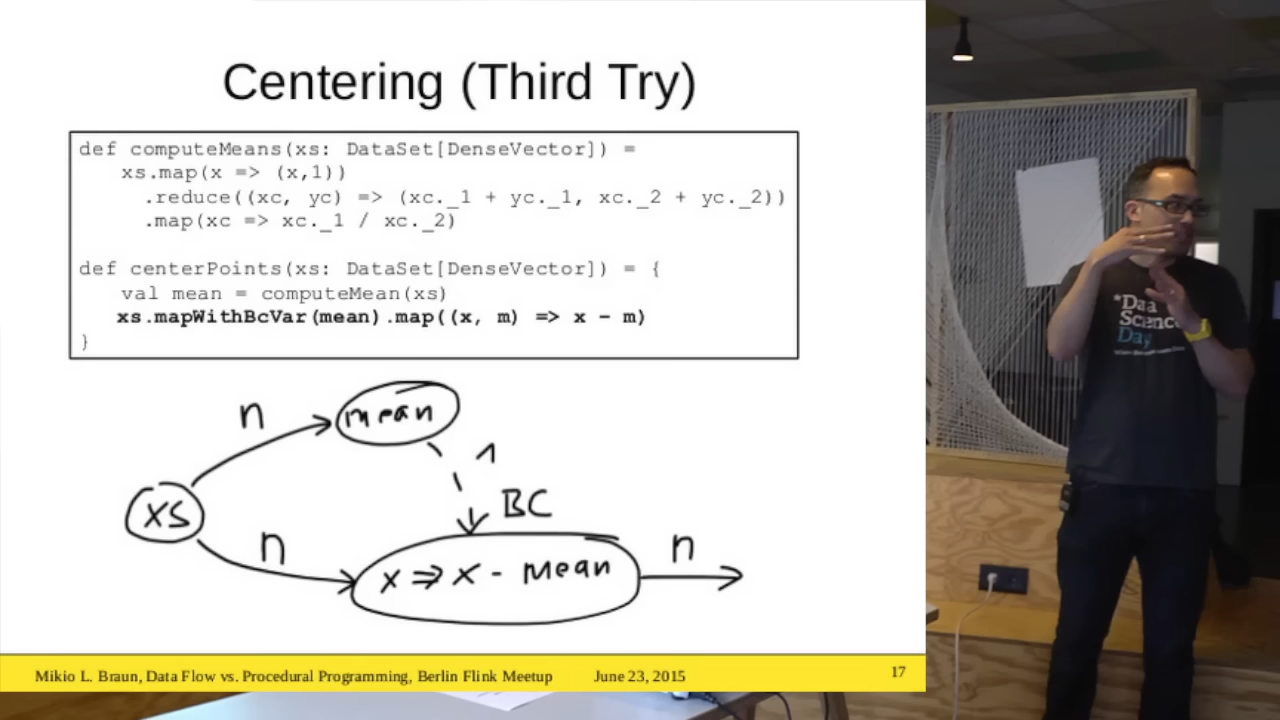 Centering (Third Try)
def computeMeans(xs: DataSet[DenseVector]) =
xs.map(x => (x,1))
.reduce((xc, yc) => (xc._1 + yc._1, xc._2 + yc._2))
.map(xc => xc._1 / xc._2)
def centerPoints(xs: DataSet[DenseVector]) = {
val mean = computeMean(xs)
xs.mapWithBcVar(mean).map((x, m) => x - m)
}
n
mean
1
xs
BC
n
x => x - mean
n
Mikio L. Braun, Data Flow vs. Procedural Programming, Berlin Flink Meetup June 23, 2015 17
*Data
Science
Day